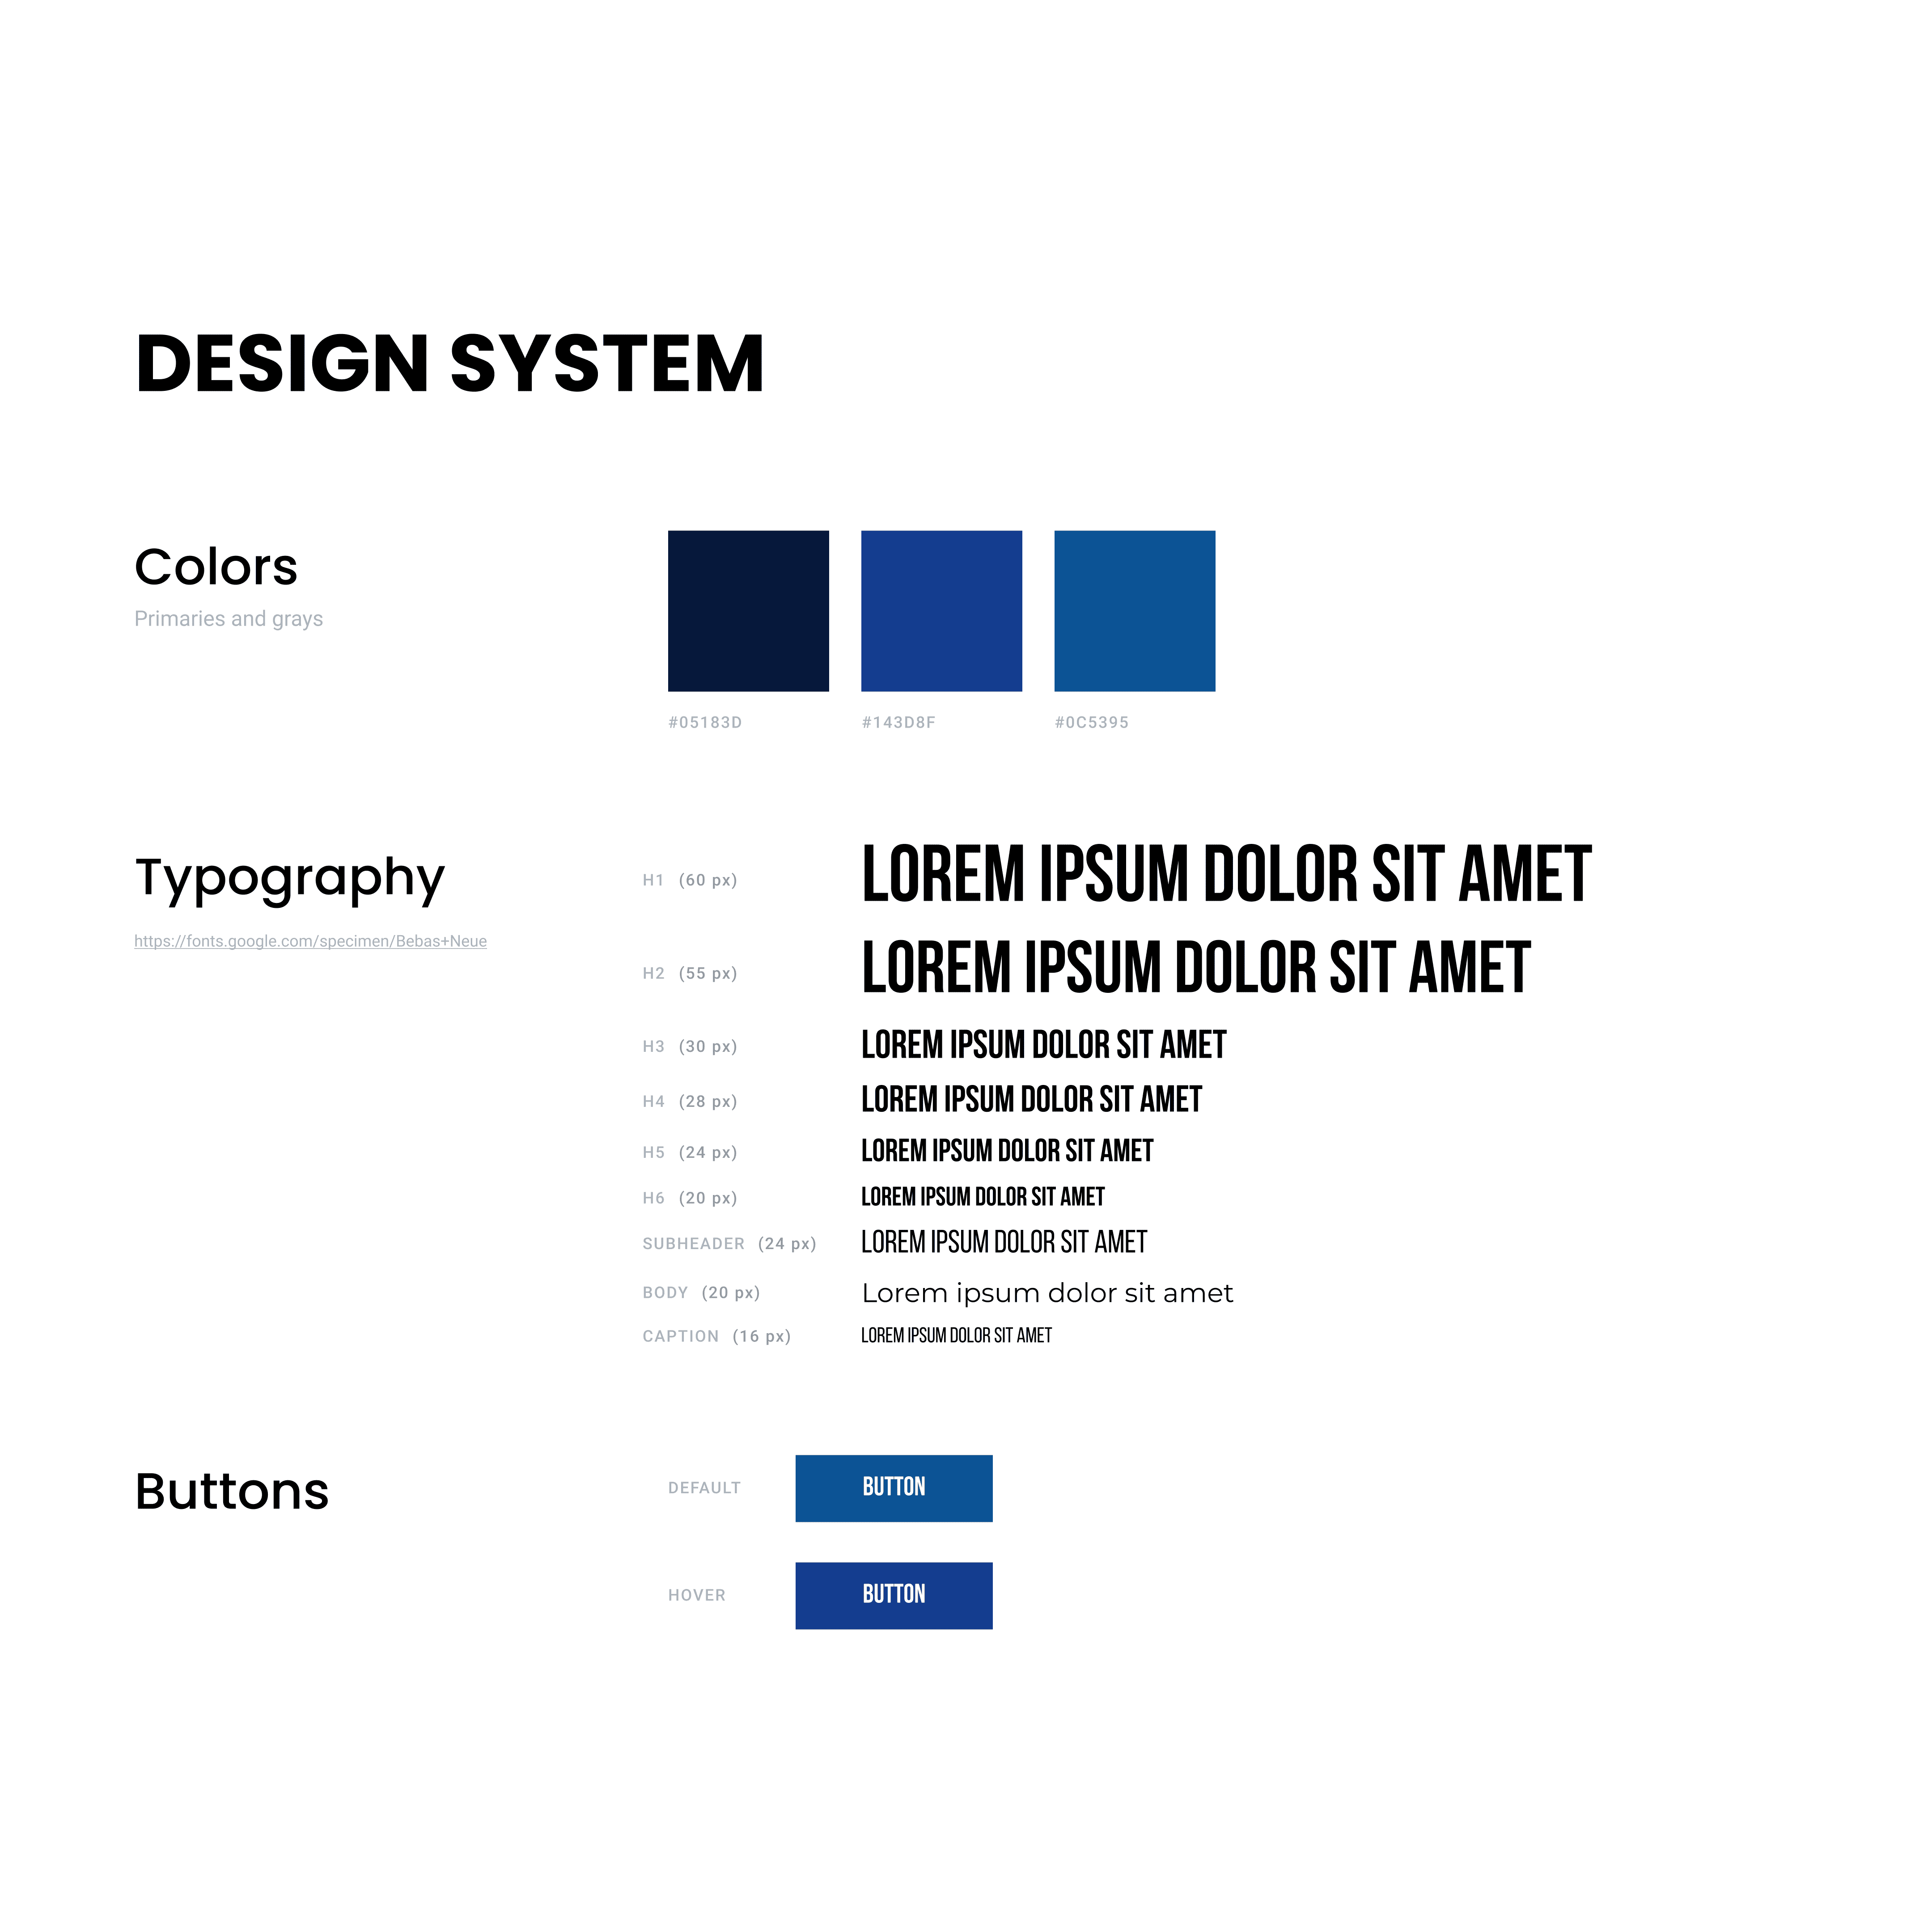 DESIGN SYSTEM
Colors
Primaries and grays
#05183D
#143D8F
#0C5395
Typography
https://fonts.google.com/specimen/Bebas+Neue
H1 (60 px) LOREM IPSUM DOLOR SIT AMET
H2 (55 px) LOREM IPSUM DOLOR SIT AMET
H3 (30 px) LOREM IPSUM DOLOR SIT AMET
H4 (28 px) LOREM IPSUM DOLOR SIT AMET
H5 (24 px) LOREM IPSUM DOLOR SIT AMET
H6 (20 px) LOREM IPSUM DOLOR SIT AMET
SUBHEADER (24 px) LOREM IPSUM DOLOR SIT AMET
BODY (20 px) Lorem ipsum dolor sit amet
CAPTION (16 px) LOREM IPSUM DOLOR SIT AMET
Buttons
DEFAULT BUTTON
HOVER BUTTON